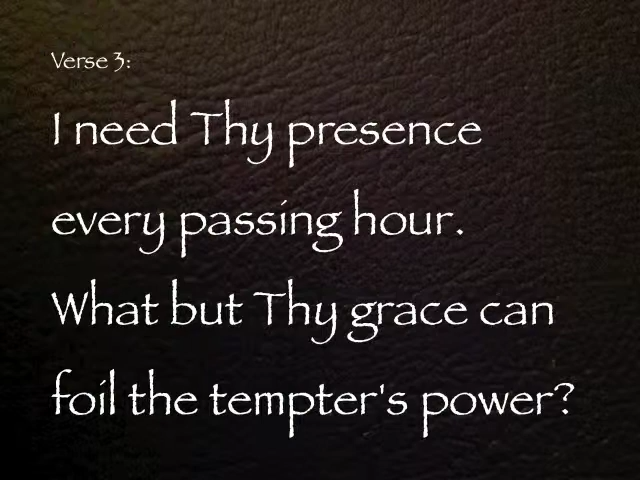 Verse 3:
I need Thy presence
every passing hour.
What but Thy grace can
foil the tempter's power?